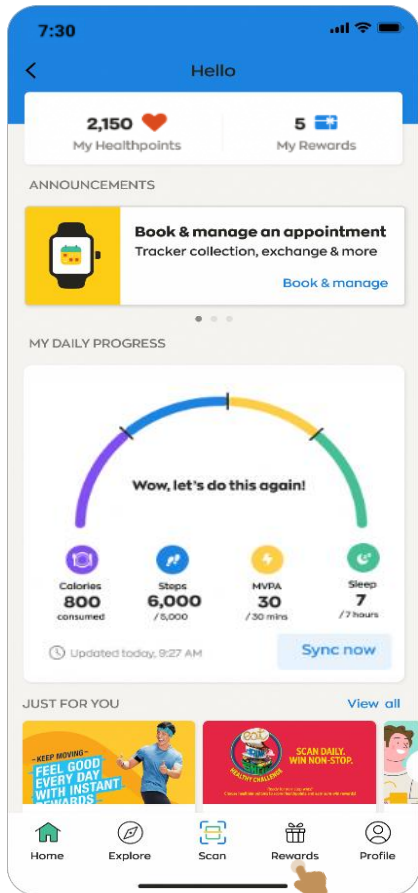 7:30
Hello
2,150
My Healthpoints
5
My Rewards
ANNOUNCEMENTS
Book & manage an appointment
Tracker collection, exchange & more
Book & manage
MY DAILY PROGRESS
Wow, let's do this again!
Calories
800
consumed
Steps
6,000
/5,000
MVPA
30
/30 mins
Sleep
7
/7 hours
Updated today, 9:27 AM
Sync now
JUST FOR YOU
View all
-KEEP MOVING-
FEEL GOOD
EVERY DAY
WITH INSTANT
REWARDS
eat
HEALTHY CHALLENGE
SCAN DAILY.
WIN NON-STOP.
Home
Explore
Scan
Rewards
Profile